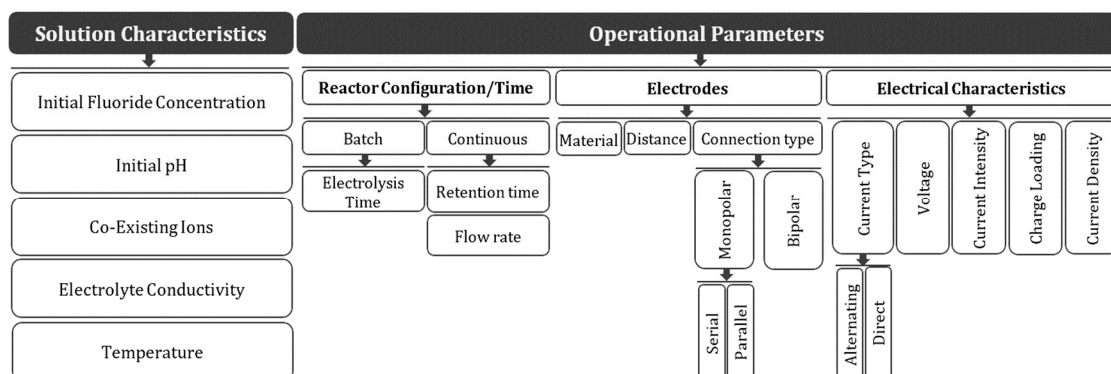 Solution Characteristics
Operational Parameters
Initial Fluoride Concentration
Initial pH
Co-Existing Ions
Electrolyte Conductivity
Temperature
Reactor Configuration/Time
Electrodes
Electrical Characteristics
Batch
Continuous
Electrolysis
Time
Retention time
Flow rate
Material
Distance
Connection type
Monopolar
Bipolar
Serial
Parallel
Current Type
Voltage
Current Intensity
Charge Loading
Current Density
Alternating
Direct